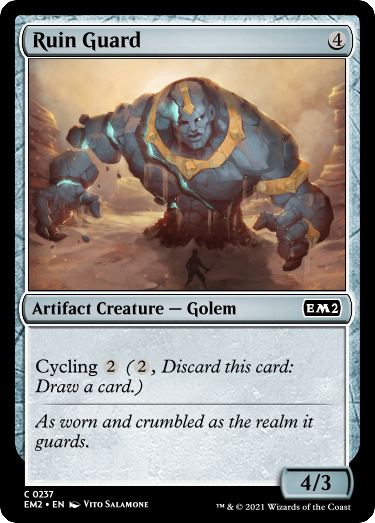 Ruin Guard 4
Artifact Creature — Golem EM2
Cycling 2 (2, Discard this card:
Draw a card.)
As worn and crumbled as the realm it
guards.
4/3
C 0237
EM2 • EN Vito Salamone
™ & © 2021 Wizards of the Coast